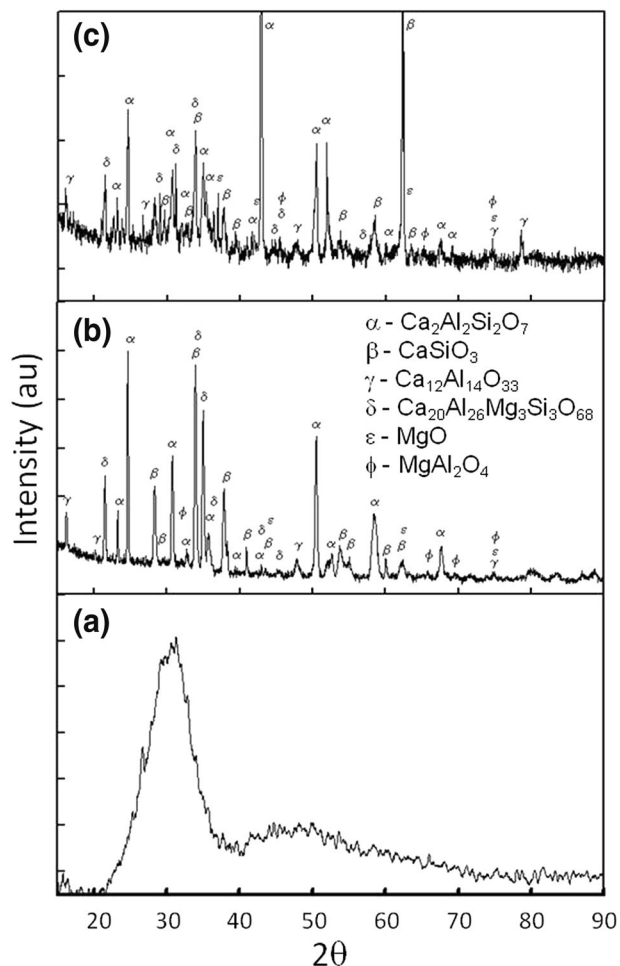 (c)
α
β
δ
β
α
α
α
δ
α
α
δ
γ
α
γ
δ
β
α
β
α
ε
β
β
ε
α
φ
δ
δ
γ
β
δ
β
α
ε
β
φ
α
α
φ
ε
γ
γ
(b)
α - Ca₂Al₂Si₂O₇
β - CaSiO₃
γ - Ca₁₂Al₁₄O₃₃
δ - Ca₂₀Al₂₆Mg₃Si₃O₆₈
ε - MgO
φ - MgAl₂O₄
α
δ
β
δ
γ
γ
δ
α
β
β
α
φ
α
δ
α
β
α
β
δ
ε
α
β
δ
γ
α
α
β
β
α
β
ε
β
φ
α
φ
φ
ε
γ
(a)
Intensity (au)
20 30 40 50 60 70 80 90
2θ